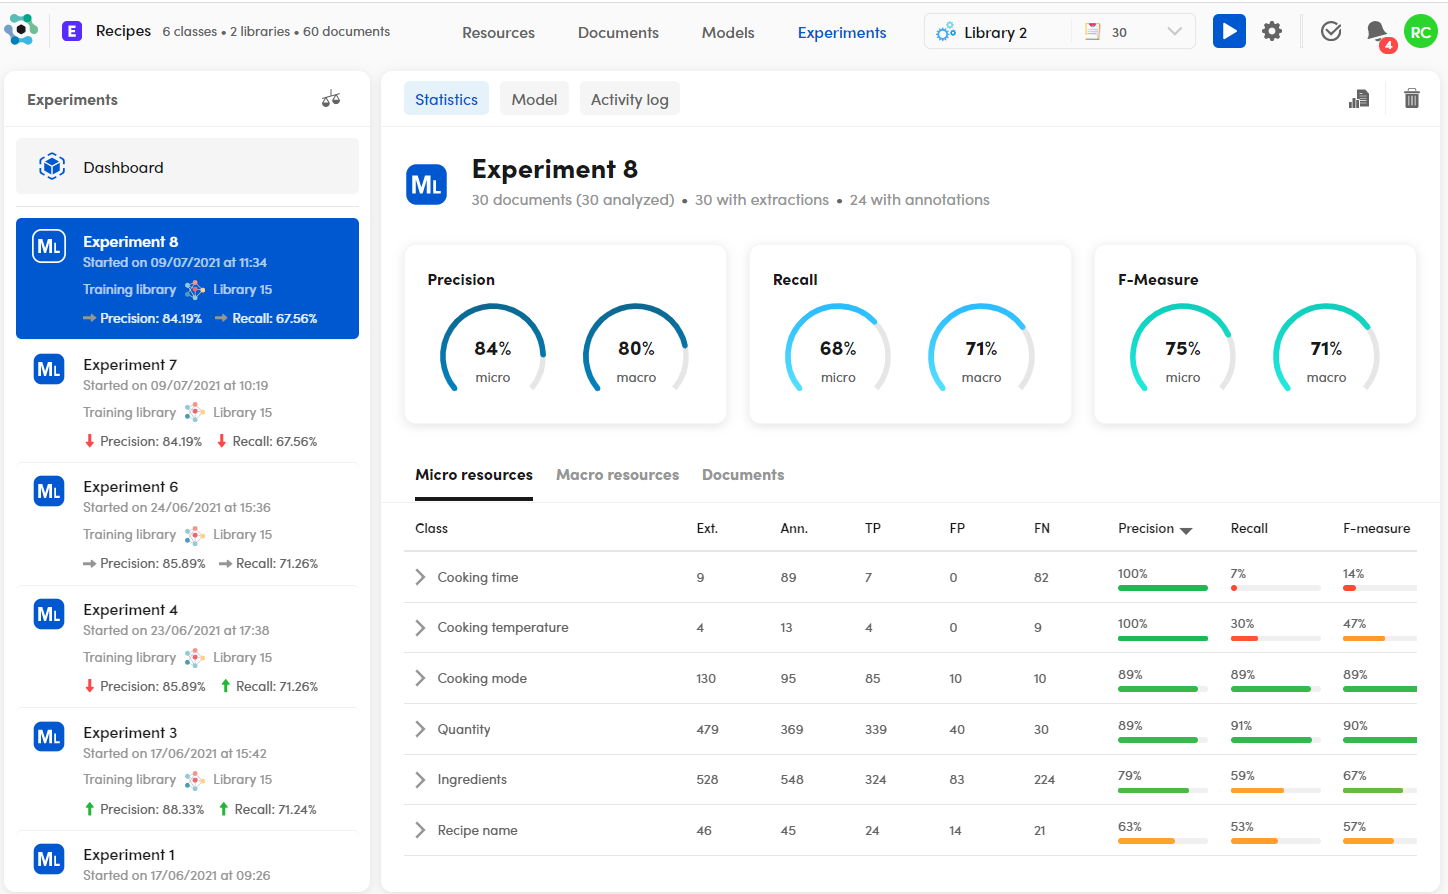 E Recipes 6 classes • 2 libraries • 60 documents Resources Documents Models Experiments Library 2 30 4 RC
Experiments
Dashboard
ML Experiment 8
Started on 09/07/2021 at 11:34
Training library Library 15
Precision: 84.19% Recall: 67.56%
ML Experiment 7
Started on 09/07/2021 at 10:19
Training library Library 15
Precision: 84.19% Recall: 67.56%
ML Experiment 6
Started on 24/06/2021 at 15:36
Training library Library 15
Precision: 85.89% Recall: 71.26%
ML Experiment 4
Started on 23/06/2021 at 17:38
Training library Library 15
Precision: 85.89% Recall: 71.26%
ML Experiment 3
Started on 17/06/2021 at 15:42
Training library Library 15
Precision: 88.33% Recall: 71.24%
ML Experiment 1
Started on 17/06/2021 at 09:26
Statistics Model Activity log
ML Experiment 8
30 documents (30 analyzed) • 30 with extractions • 24 with annotations
Precision
84% micro
80% macro
Recall
68% micro
71% macro
F-Measure
75% micro
71% macro
Micro resources Macro resources Documents
Class Ext. Ann. TP FP FN Precision Recall F-measure
Cooking time 9 89 7 0 82 100% 7% 14%
Cooking temperature 4 13 4 0 9 100% 30% 47%
Cooking mode 130 95 85 10 10 89% 89% 89%
Quantity 479 369 339 40 30 89% 91% 90%
Ingredients 528 548 324 83 224 79% 59% 67%
Recipe name 46 45 24 14 21 63% 53% 57%